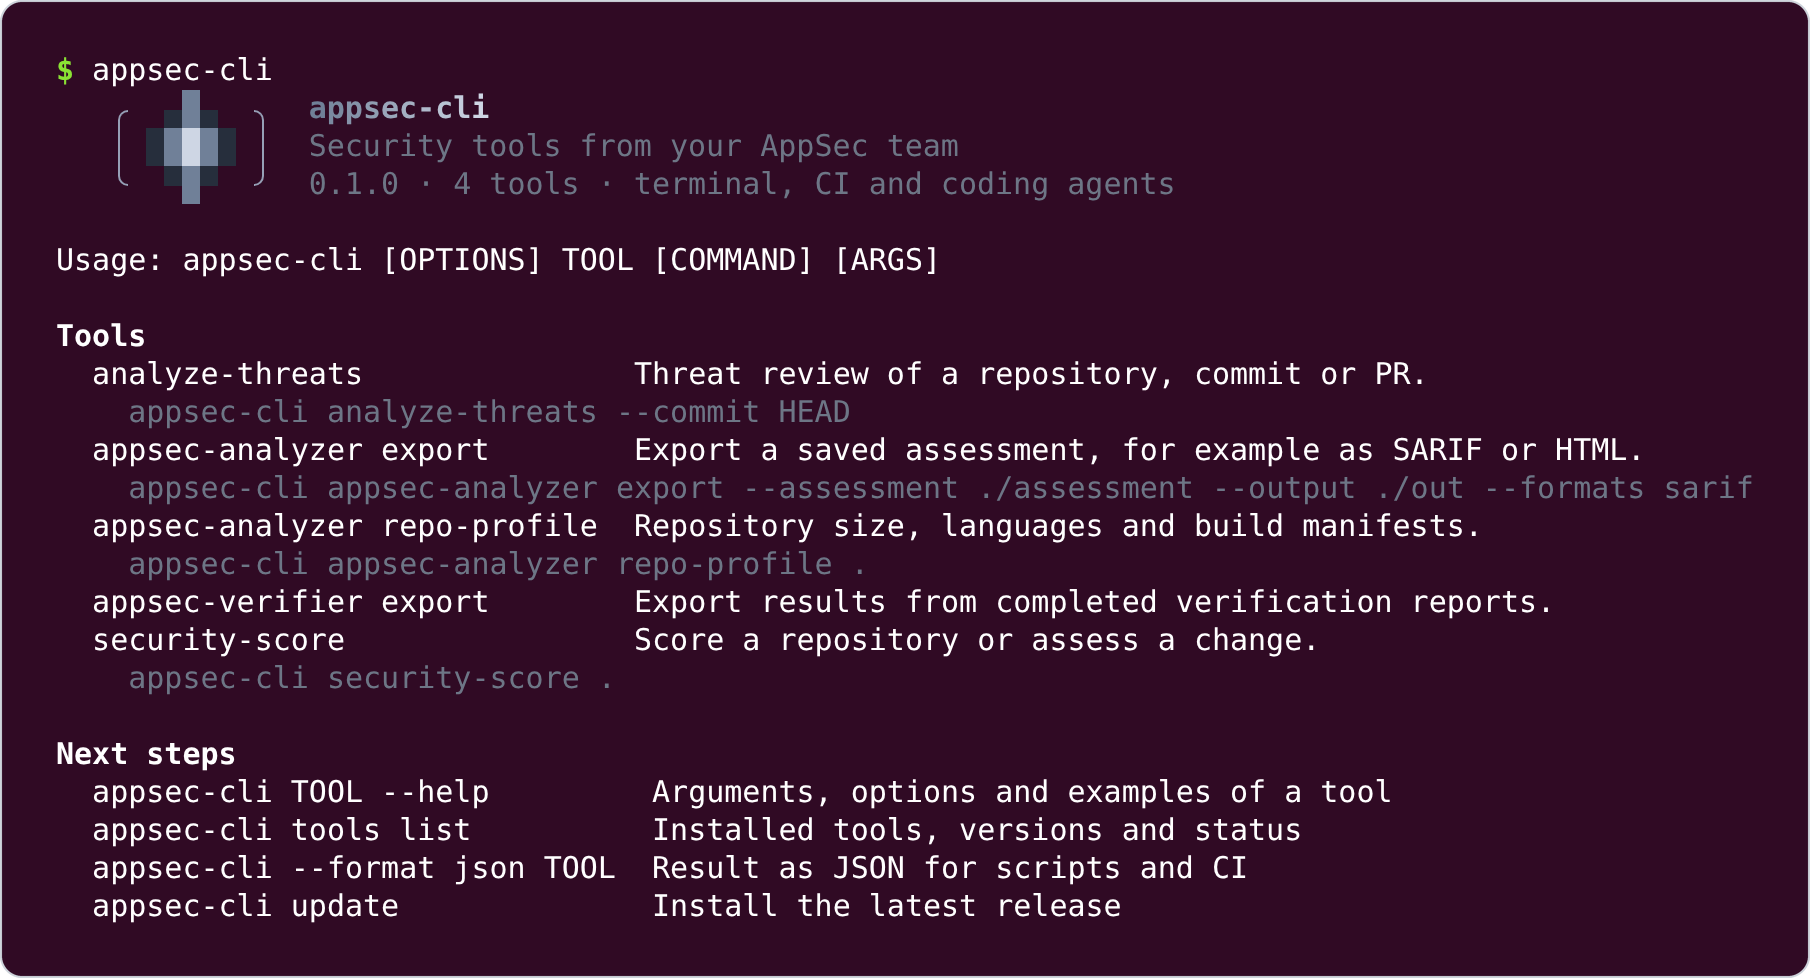 $ appsec-cli
appsec-cli
Security tools from your AppSec team
0.1.0 · 4 tools · terminal, CI and coding agents
Usage: appsec-cli [OPTIONS] TOOL [COMMAND] [ARGS]
Tools
analyze-threats Threat review of a repository, commit or PR.
appsec-cli analyze-threats --commit HEAD
appsec-analyzer export Export a saved assessment, for example as SARIF or HTML.
appsec-cli appsec-analyzer export --assessment ./assessment --output ./out --formats sarif
appsec-analyzer repo-profile Repository size, languages and build manifests.
appsec-cli appsec-analyzer repo-profile .
appsec-verifier export Export results from completed verification reports.
security-score Score a repository or assess a change.
appsec-cli security-score .
Next steps
appsec-cli TOOL --help Arguments, options and examples of a tool
appsec-cli tools list Installed tools, versions and status
appsec-cli --format json TOOL Result as JSON for scripts and CI
appsec-cli update Install the latest release